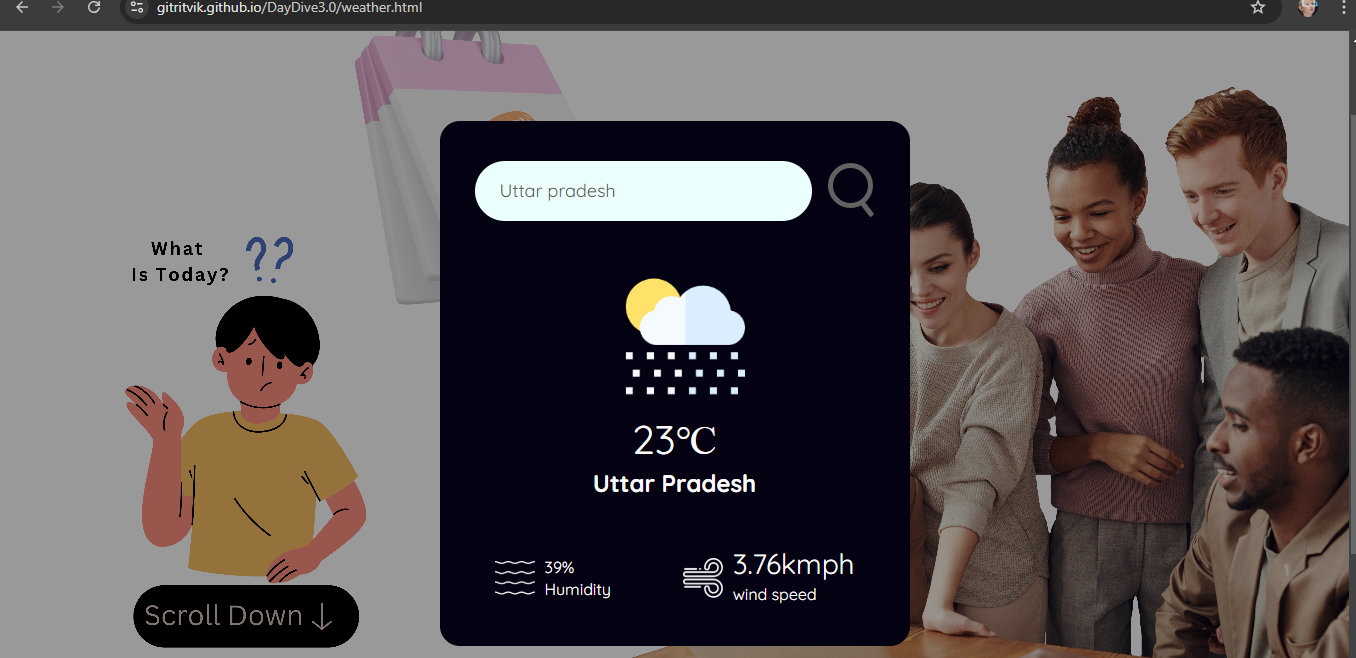 gitritvik.github.io/DayDive3.0/weather.html
What
Is Today?
??
Uttar pradesh
23°C
Uttar Pradesh
39%
Humidity
3.76kmph
wind speed
Scroll Down ↓